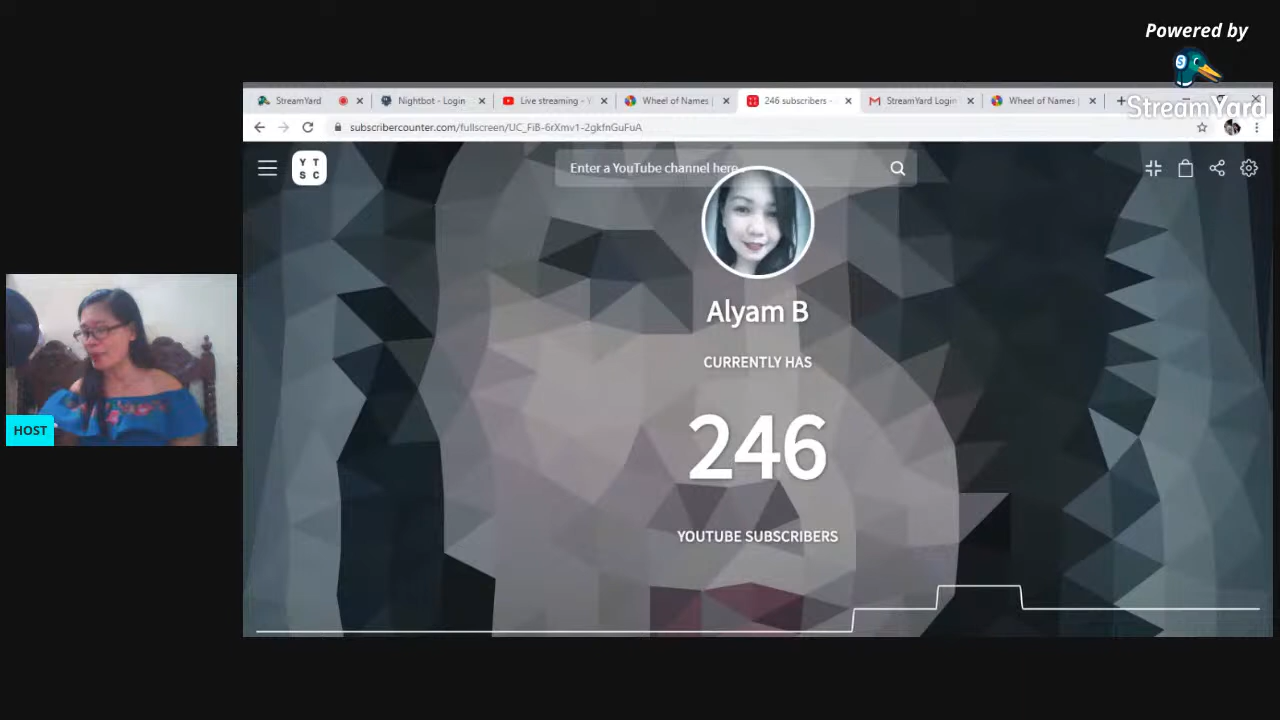 Powered by
StreamYard
StreamYard
Nightbot - Login
Live streaming - Y
Wheel of Names |
246 subscribers -
StreamYard Login
Wheel of Names |
subscribercounter.com/fullscreen/UC_FiB-6rXmv1-2gkfnGuFuA
Y T
S C
Enter a YouTube channel here...
Alyam B
CURRENTLY HAS
246
YOUTUBE SUBSCRIBERS
HOST